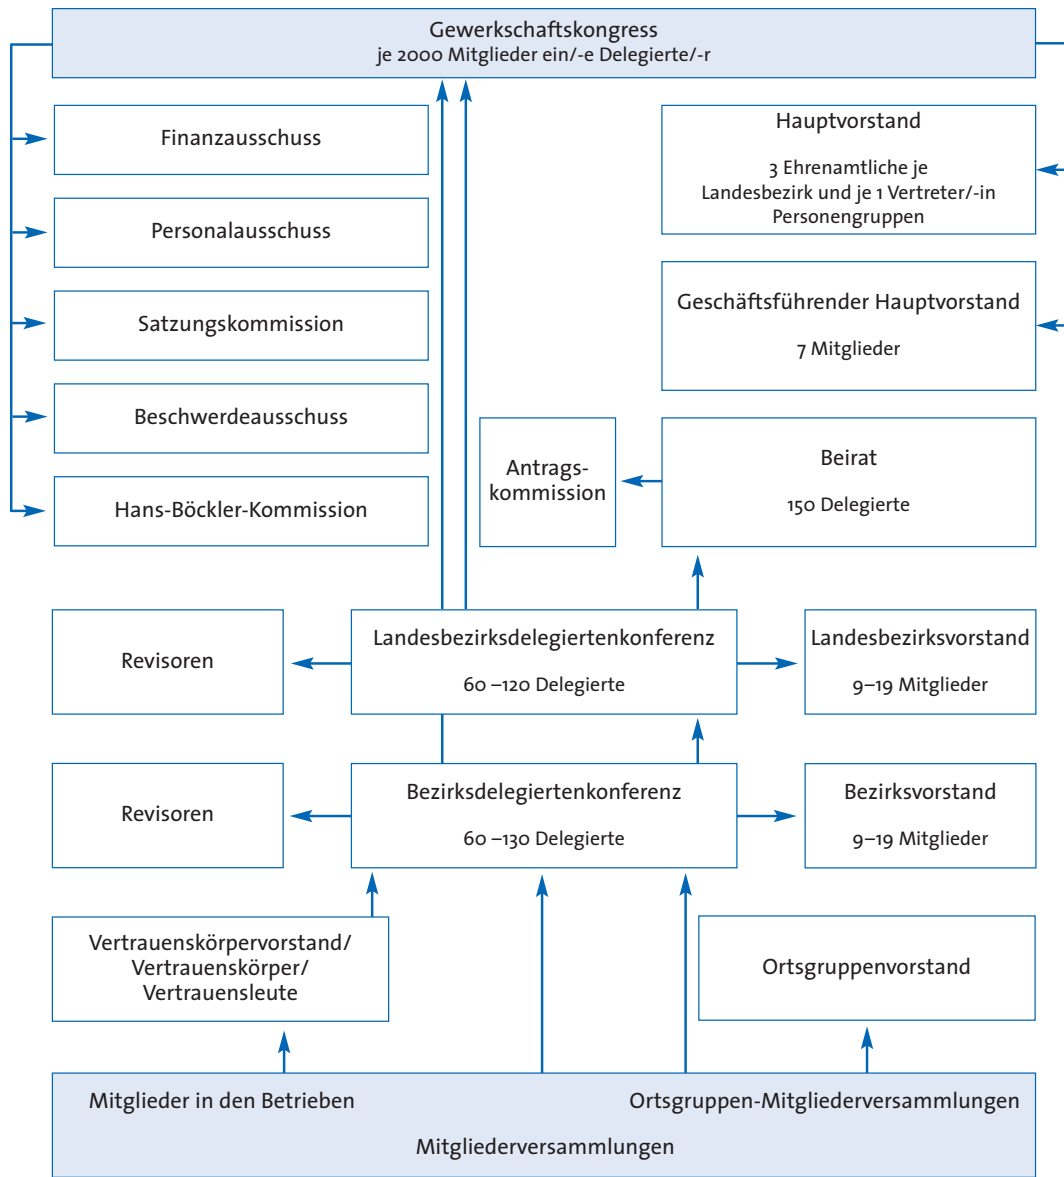 Gewerkschaftskongress
je 2000 Mitglieder ein/-e Delegierte/-r
Finanzausschuss
Personalausschuss
Satzungskommission
Beschwerdeausschuss
Hans-Böckler-Kommission
Hauptvorstand
3 Ehrenamtliche je
Landesbezirk und je 1 Vertreter/-in
Personengruppen
Geschäftsführender Hauptvorstand
7 Mitglieder
Antrags-
kommission
Beirat
150 Delegierte
Revisoren
Landesbezirksdelegiertenkonferenz
60 –120 Delegierte
Landesbezirksvorstand
9–19 Mitglieder
Revisoren
Bezirksdelegiertenkonferenz
60 –130 Delegierte
Bezirksvorstand
9–19 Mitglieder
Vertrauenskörpervorstand/
Vertrauenskörper/
Vertrauensleute
Ortsgruppenvorstand
Mitglieder in den Betrieben
Ortsgruppen-Mitgliederversammlungen
Mitgliederversammlungen